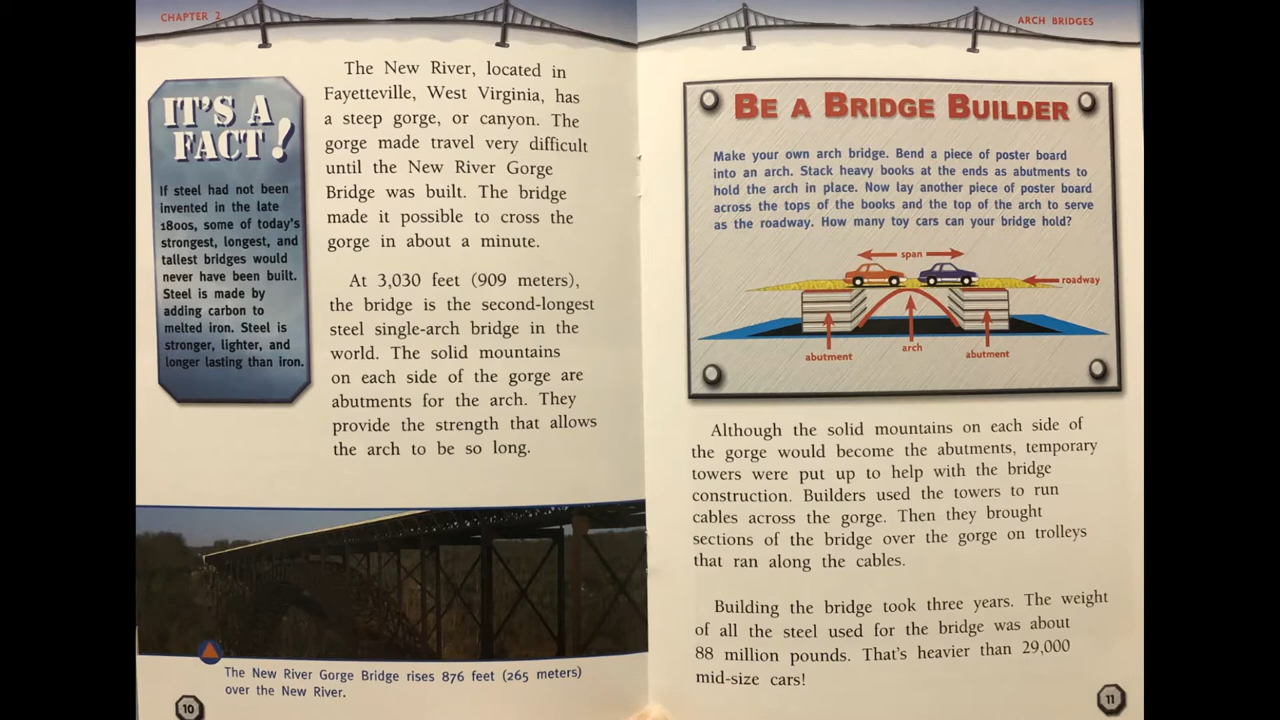 CHAPTER 2
IT'S A
FACT!
If steel had not been
invented in the late
1800s, some of today's
strongest, longest, and
tallest bridges would
never have been built.
Steel is made by
adding carbon to
melted iron. Steel is
stronger, lighter, and
longer lasting than iron.
The New River, located in
Fayetteville, West Virginia, has
a steep gorge, or canyon. The
gorge made travel very difficult
until the New River Gorge
Bridge was built. The bridge
made it possible to cross the
gorge in about a minute.
At 3,030 feet (909 meters),
the bridge is the second-longest
steel single-arch bridge in the
world. The solid mountains
on each side of the gorge are
abutments for the arch. They
provide the strength that allows
the arch to be so long.
The New River Gorge Bridge rises 876 feet (265 meters)
over the New River.
10
ARCH BRIDGES
BE A BRIDGE BUILDER
Make your own arch bridge. Bend a piece of poster board
into an arch. Stack heavy books at the ends as abutments to
hold the arch in place. Now lay another piece of poster board
across the tops of the books and the top of the arch to serve
as the roadway. How many toy cars can your bridge hold?
span
roadway
abutment
arch
abutment
Although the solid mountains on each side of
the gorge would become the abutments, temporary
towers were put up to help with the bridge
construction. Builders used the towers to run
cables across the gorge. Then they brought
sections of the bridge over the gorge on trolleys
that ran along the cables.
Building the bridge took three years. The weight
of all the steel used for the bridge was about
88 million pounds. That's heavier than 29,000
mid-size cars!
11